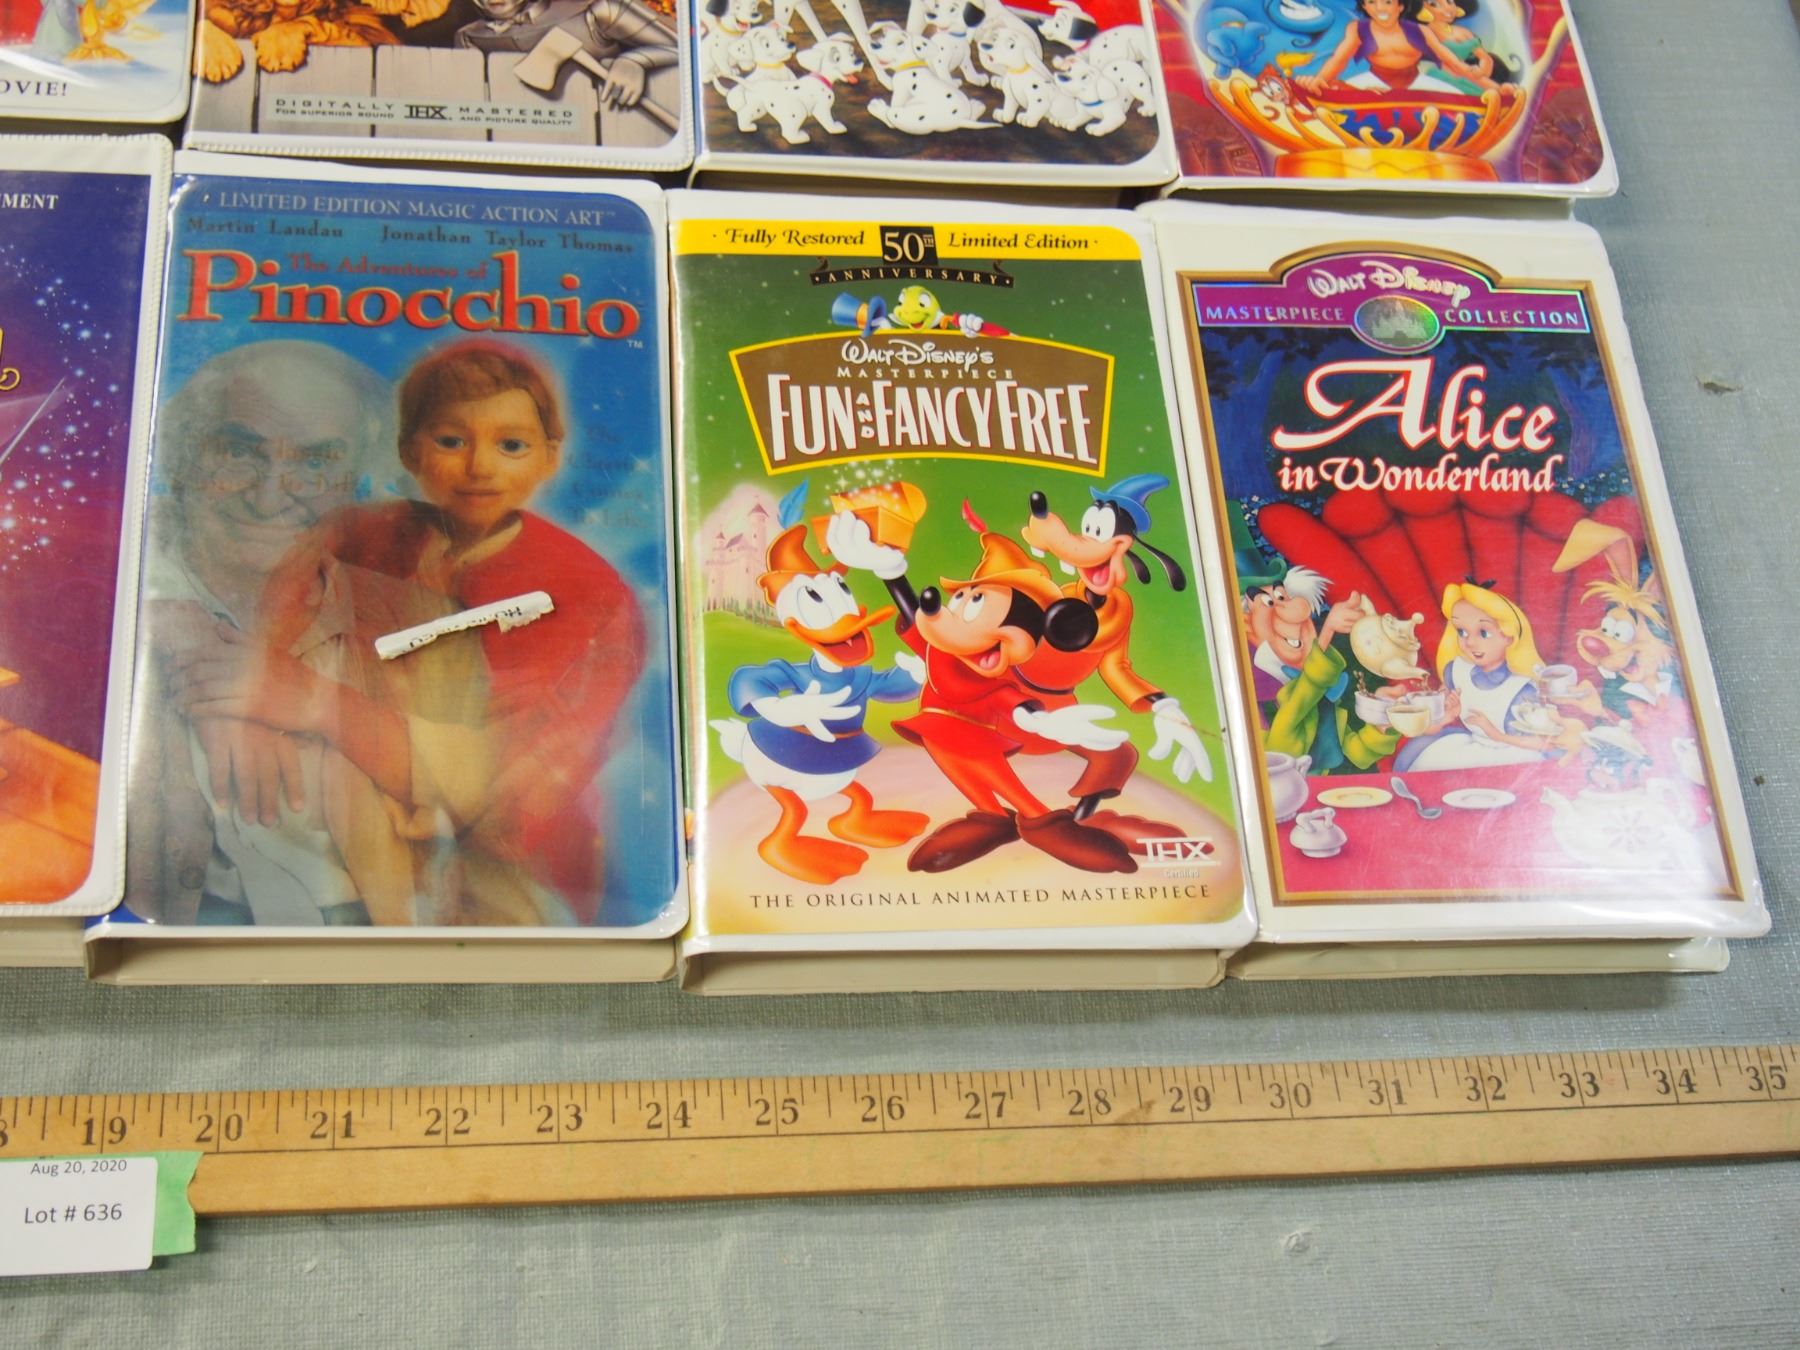 OVIE!
DIGITALLY THX MASTERED
FOR SUPERIOR SOUND AND PICTURE QUALITY
MENT
LIMITED EDITION MAGIC ACTION ART™
Martin Landau Jonathan Taylor Thomas
The Adventures of
Pinocchio™
· Fully Restored 50TH Limited Edition ·
· ANNIVERSARY ·
Walt Disney's
MASTERPIECE
FUN AND FANCY FREE
THX
Certified
THE ORIGINAL ANIMATED MASTERPIECE
Walt Disney
MASTERPIECE COLLECTION
Alice
in Wonderland
19 20 21 22 23 24 25 26 27 28 29 30 31 32 33 34 35
Aug 20, 2020
Lot # 636